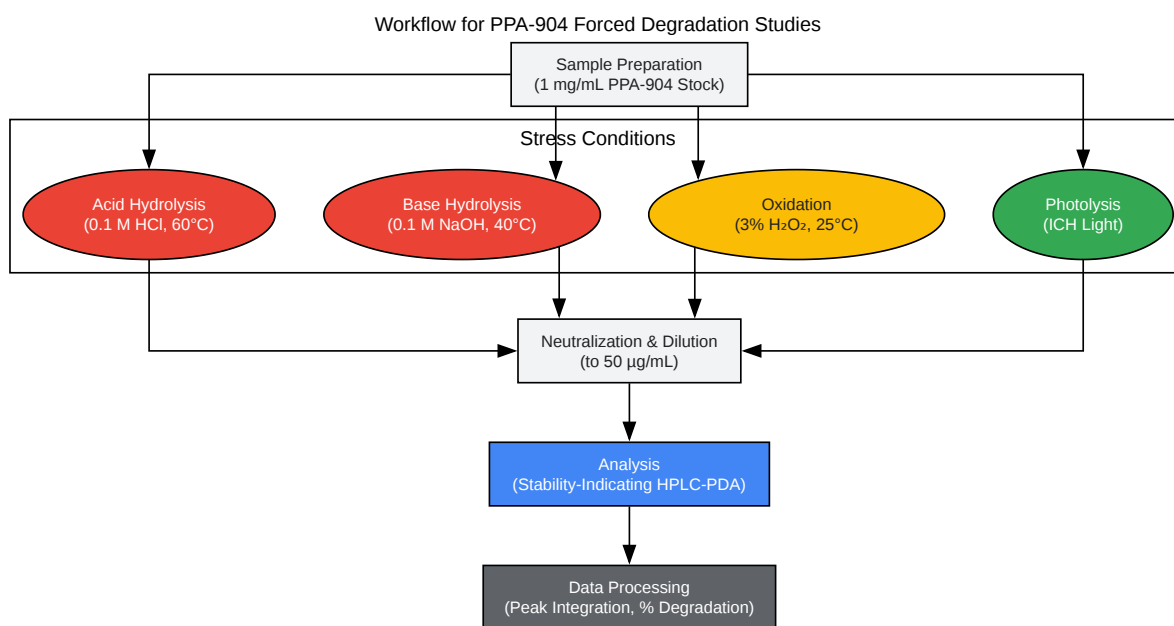 Workflow for PPA-904 Forced Degradation Studies
Sample Preparation
(1 mg/mL PPA-904 Stock)
Stress Conditions
Acid Hydrolysis
(0.1 M HCl, 60°C)
Base Hydrolysis
(0.1 M NaOH, 40°C)
Oxidation
(3% H₂O₂, 25°C)
Photolysis
(ICH Light)
Neutralization & Dilution
(to 50 µg/mL)
Analysis
(Stability-Indicating HPLC-PDA)
Data Processing
(Peak Integration, % Degradation)